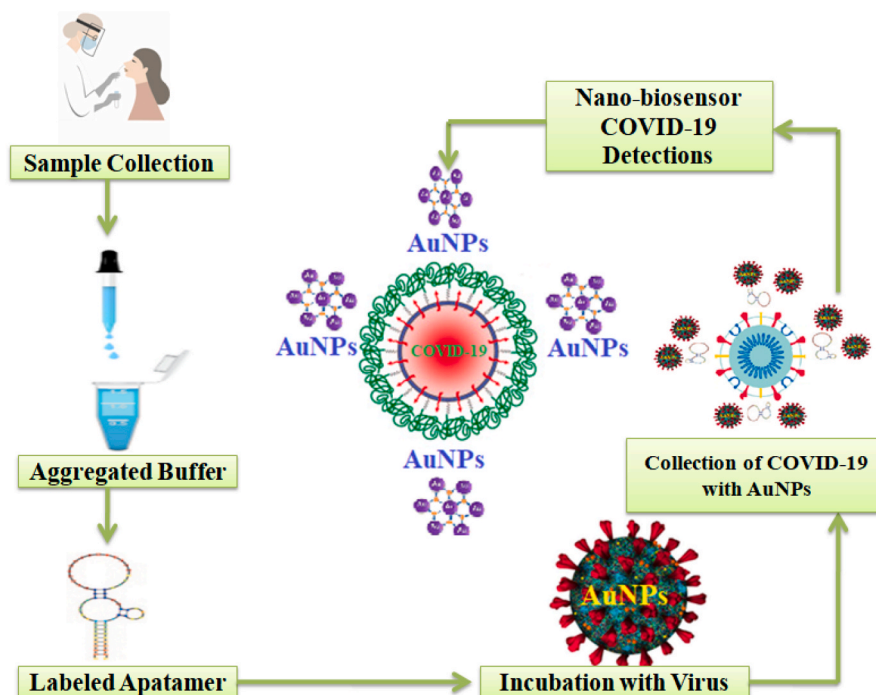 Sample Collection
Aggregated Buffer
Labeled Apatamer
Incubation with Virus
AuNPs
Collection of COVID-19
with AuNPs
Nano-biosensor
COVID-19
Detections
AuNPs
AuNPs
COVID-19
AuNPs
AuNPs